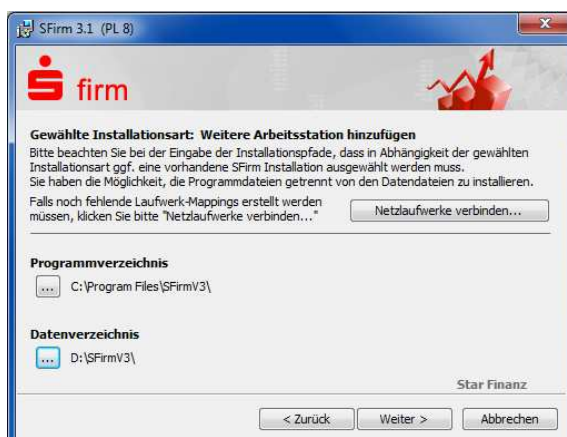 SFirm 3.1 (PL 8)
firm
Gewählte Installationsart: Weitere Arbeitsstation hinzufügen
Bitte beachten Sie bei der Eingabe der Installationspfade, dass in Abhängigkeit der gewählten
Installationsart ggf. eine vorhandene SFirm Installation ausgewählt werden muss.
Sie haben die Möglichkeit, die Programmdateien getrennt von den Datendateien zu installieren.
Falls noch fehlende Laufwerk-Mappings erstellt werden
müssen, klicken Sie bitte "Netzlaufwerke verbinden..."
Netzlaufwerke verbinden...
Programmverzeichnis
... C:\Program Files\SFirmV3\
Datenverzeichnis
... D:\SFirmV3\
Star Finanz
< Zurück Weiter > Abbrechen